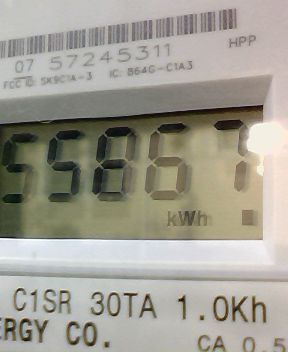 07 57245311
HPP
FCC ID: SK9C1A-3 IC: 864G-C1A3
55867
kWh
C1SR 30TA 1.0Kh
ERGY CO.
CA 0.5